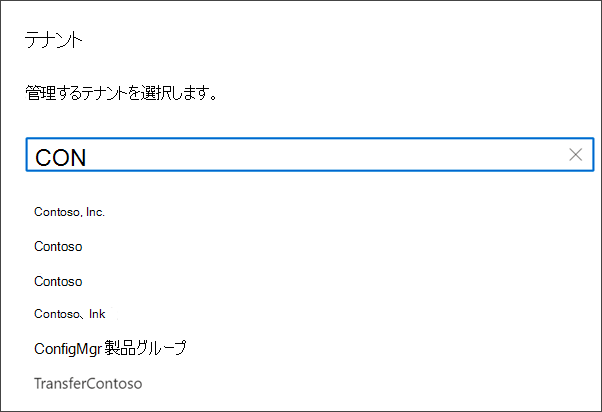 テナント
管理するテナントを選択します。
CON
Contoso, Inc.
Contoso
Contoso
Contoso、Ink
ConfigMgr 製品グループ
TransferContoso